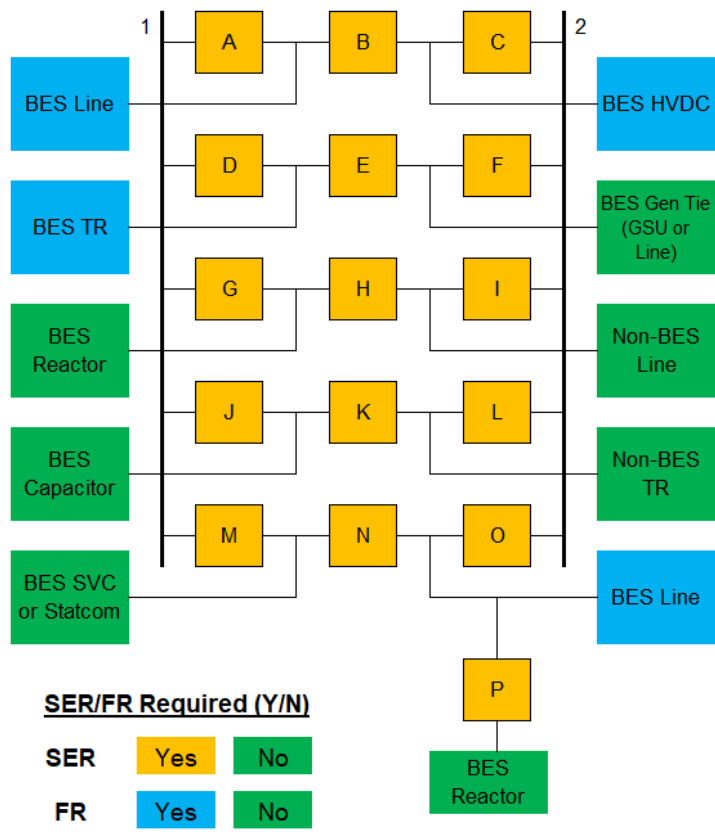 1
A
B
C
2
BES Line
BES HVDC
D
E
F
BES TR
BES Gen Tie
(GSU or
Line)
G
H
I
BES
Reactor
Non-BES
Line
J
K
L
BES
Capacitor
Non-BES
TR
M
N
O
BES SVC
or Statcom
BES Line
P
BES
Reactor
SER/FR Required (Y/N)
SER Yes No
FR Yes No